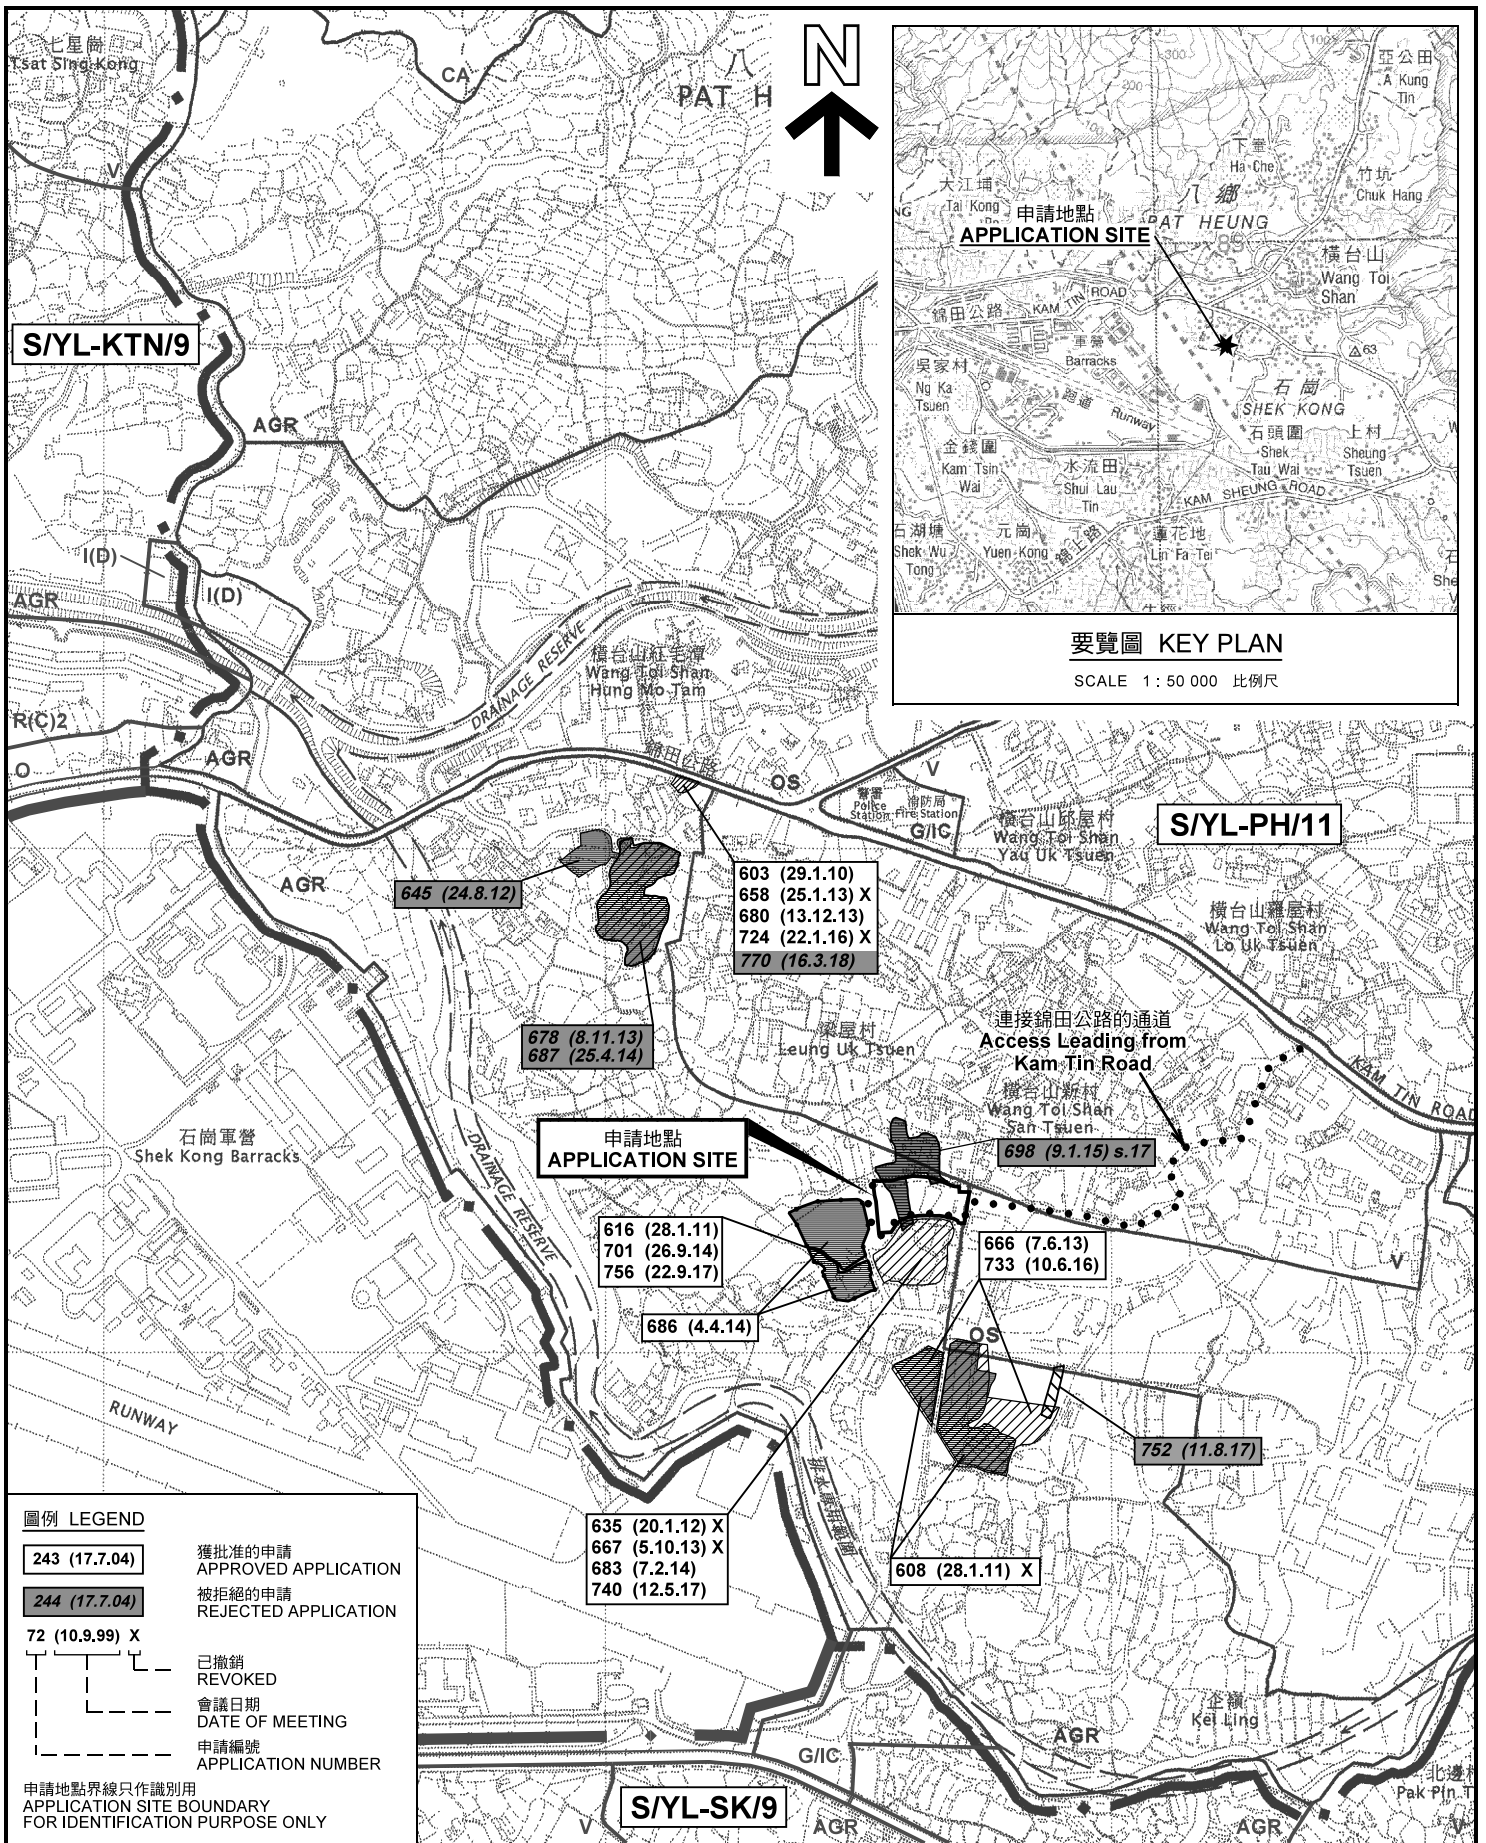 七星崗
Tsat Sing Kong
CA
八
PAT H
N
V
S/YL-KTN/9
AGR
I(D)
I(D)
AGR
R(C)2
O
AGR
AGR
DRAINAGE RESERVE
橫台山紅毛潭
Wang Toi Shan
Hung Mo Tam
錦田公路
OS
V
警署
Police
Station
消防局
Fire Station
G/IC
亞公田
A Kung
Tin
下輋
Ha Che
竹坑
Chuk Hang
大江埔
Tai Kong
八鄉
PAT HEUNG
申請地點
APPLICATION SITE
橫台山
Wang Toi
Shan
錦田公路
KAM TIN ROAD
軍營
Barracks
63
吳家村
Ng Ka
Tsuen
跑道
Runway
石崗
SHEK KONG
石頭圍
Shek
Tau Wai
上村
Sheung
Tsuen
金錢圍
Kam Tsin
Wai
水流田
Shui Lau
Tin
KAM SHEUNG ROAD
錦上路
石湖塘
Shek Wu
Tong
元崗
Yuen Kong
蓮花地
Lin Fa Tei
要覽圖 KEY PLAN
SCALE 1 : 50 000 比例尺
橫台山邱屋村
Wang Toi Shan
Yau Uk Tsuen
S/YL-PH/11
橫台山羅屋村
Wang Toi Shan
Lo Uk Tsuen
645 (24.8.12)
603 (29.1.10)
658 (25.1.13) X
680 (13.12.13)
724 (22.1.16) X
770 (16.3.18)
678 (8.11.13)
687 (25.4.14)
梁屋村
Leung Uk Tsuen
連接錦田公路的通道
Access Leading from
Kam Tin Road
KAM TIN ROAD
橫台山新村
Wang Toi Shan
San Tsuen
石崗軍營
Shek Kong Barracks
DRAINAGE RESERVE
申請地點
APPLICATION SITE
698 (9.1.15) s.17
616 (28.1.11)
701 (26.9.14)
756 (22.9.17)
666 (7.6.13)
733 (10.6.16)
V
686 (4.4.14)
OS
RUNWAY
752 (11.8.17)
排水專用範圍
635 (20.1.12) X
667 (5.10.13) X
683 (7.2.14)
740 (12.5.17)
608 (28.1.11) X
企嶺
Kei Ling
AGR
G/IC
北邊
Pak Pin T
S/YL-SK/9
V
AGR
AGR
V
圖例 LEGEND
243 (17.7.04)
獲批准的申請
APPROVED APPLICATION
244 (17.7.04)
被拒絕的申請
REJECTED APPLICATION
72 (10.9.99) X
已撤銷
REVOKED
會議日期
DATE OF MEETING
申請編號
APPLICATION NUMBER
申請地點界線只作識別用
APPLICATION SITE BOUNDARY
FOR IDENTIFICATION PURPOSE ONLY